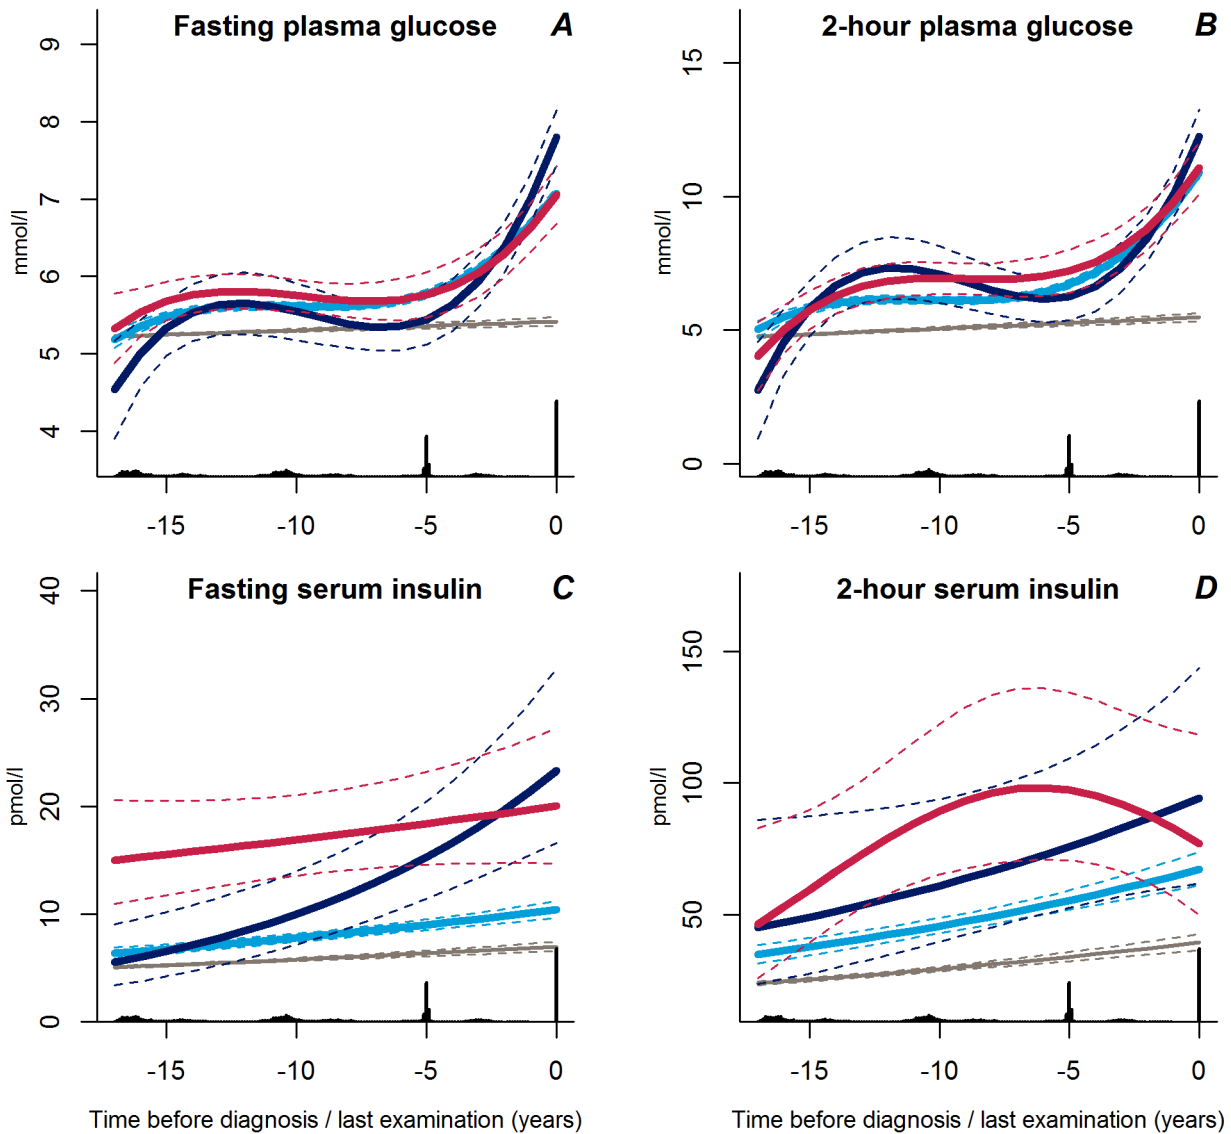 Fasting plasma glucose A
mmol/l
9
8
7
6
5
4
-15 -10 -5 0
2-hour plasma glucose B
mmol/l
15
10
5
0
-15 -10 -5 0
Fasting serum insulin C
pmol/l
40
30
20
10
0
-15 -10 -5 0
Time before diagnosis / last examination (years)
2-hour serum insulin D
pmol/l
150
100
50
-15 -10 -5 0
Time before diagnosis / last examination (years)